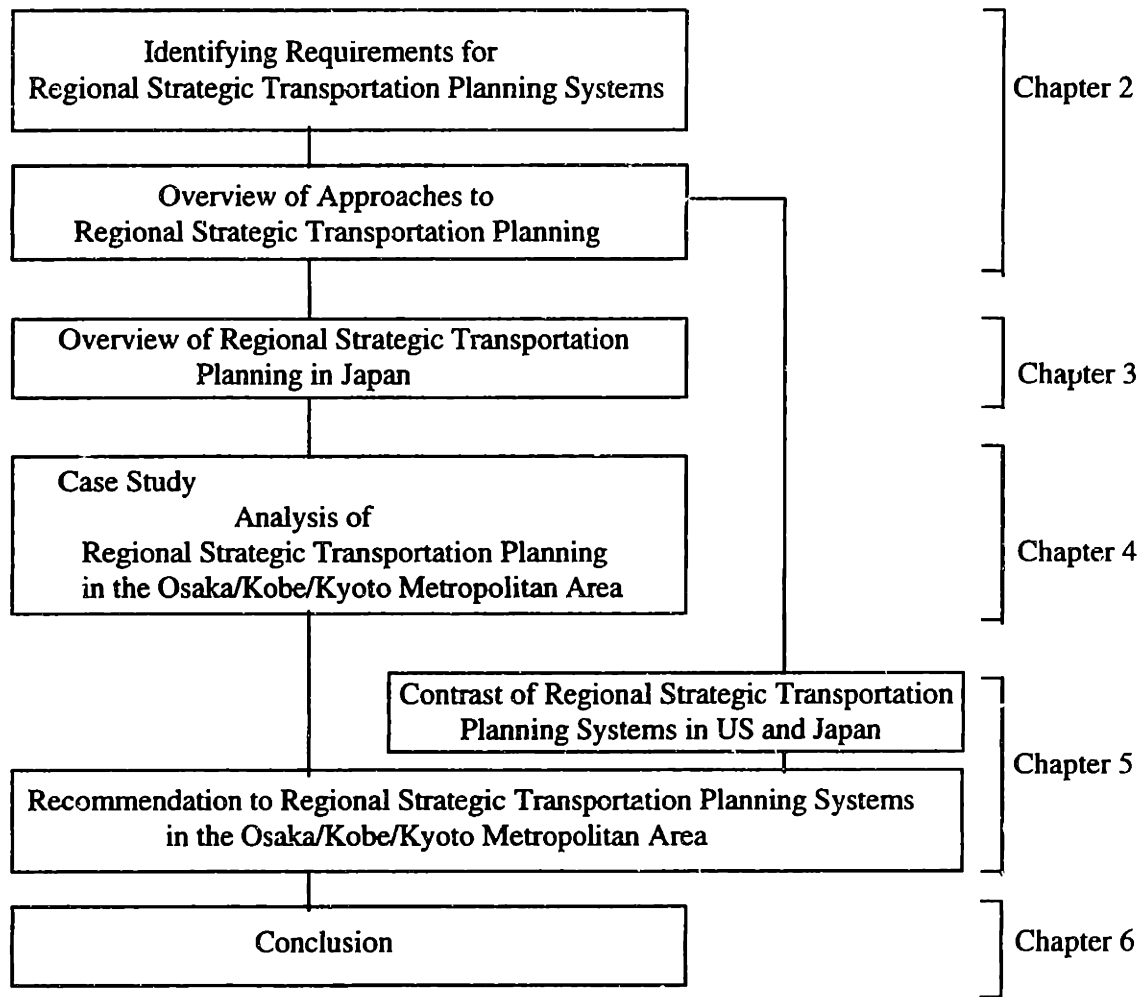 Identifying Requirements for
Regional Strategic Transportation Planning Systems
Chapter 2
Overview of Approaches to
Regional Strategic Transportation Planning
Overview of Regional Strategic Transportation
Planning in Japan
Chapter 3
Case Study
Analysis of
Regional Strategic Transportation Planning
in the Osaka/Kobe/Kyoto Metropolitan Area
Chapter 4
Contrast of Regional Strategic Transportation
Planning Systems in US and Japan
Chapter 5
Recommendation to Regional Strategic Transportation Planning Systems
in the Osaka/Kobe/Kyoto Metropolitan Area
Conclusion
Chapter 6